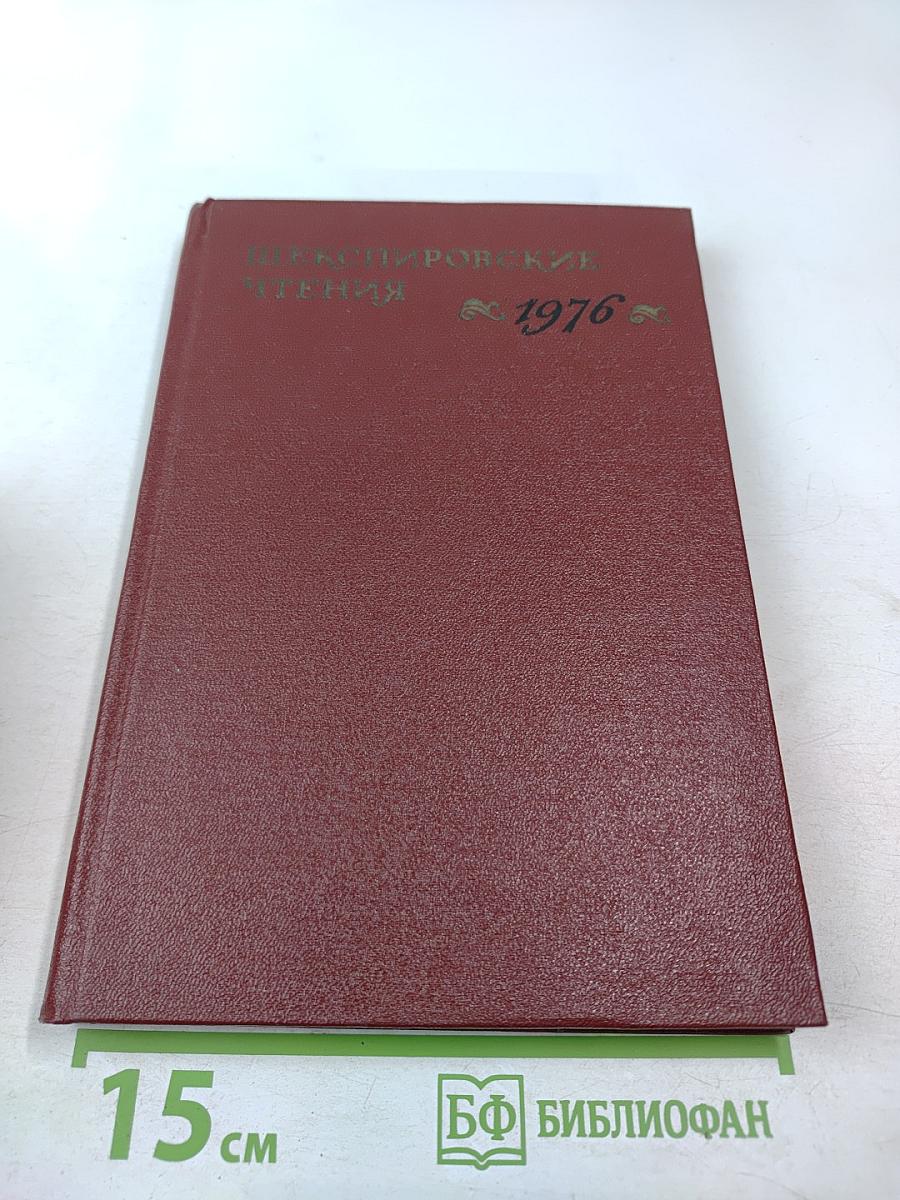 ШЕКСПИРОВСКИЕ
ЧТЕНИЯ
1976
15 см
БФ БИБЛИОФАН